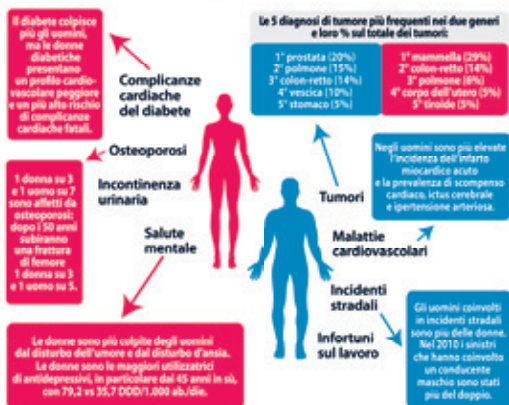 Il diabete colpisce
più gli uomini,
ma le donne
diabetiche
presentano
un profilo cardio-
vascolare peggiore
e un più alto rischio
di complicanze
cardiache fatali.
Complicanze
cardiache
del diabete
Le 5 diagnosi di tumore più frequenti nei due generi
e loro % sul totale dei tumori:
1° prostata (20%)
2° polmone (15%)
3° colon-retto (14%)
4° vescica (10%)
5° stomaco (5%)
1° mammella (29%)
2° colon-retto (14%)
3° polmone (6%)
4° corpo dell'utero (5%)
5° tiroide (5%)
Osteoporosi
1 donna su 3
e 1 uomo su 7
sono affetti da
osteoporosi:
dopo i 50 anni
subiranno
una frattura
di femore
1 donna su 3
e 1 uomo su 5.
Incontinenza
urinaria
Salute
mentale
Le donne sono più colpite degli uomini
dal disturbo dell'umore e dal disturbo d'ansia.
Le donne sono le maggiori utilizzatrici
di antidepressivi, in particolare dai 45 anni in sù,
con 79,2 vs 35,7 DDD/1.000 ab./die.
Tumori
Negli uomini sono più elevate
l'incidenza dell'infarto
miocardico acuto
e la prevalenza di scompenso
cardiaco, ictus cerebrale
e ipertensione arteriosa.
Malattie
cardiovascolari
Incidenti
stradali
Gli uomini coinvolti
in incidenti stradali
sono più delle donne.
Nel 2010 i sinistri
che hanno coinvolto
un conducente
maschio sono stati
più del doppio.
Infortuni
sul lavoro